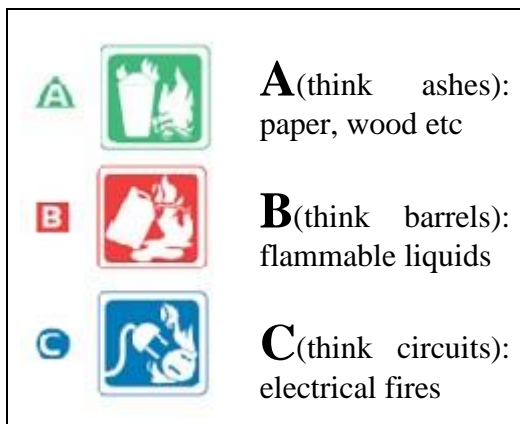 A
A(think ashes):
paper, wood etc
B
B(think barrels):
flammable liquids
C
C(think circuits):
electrical fires